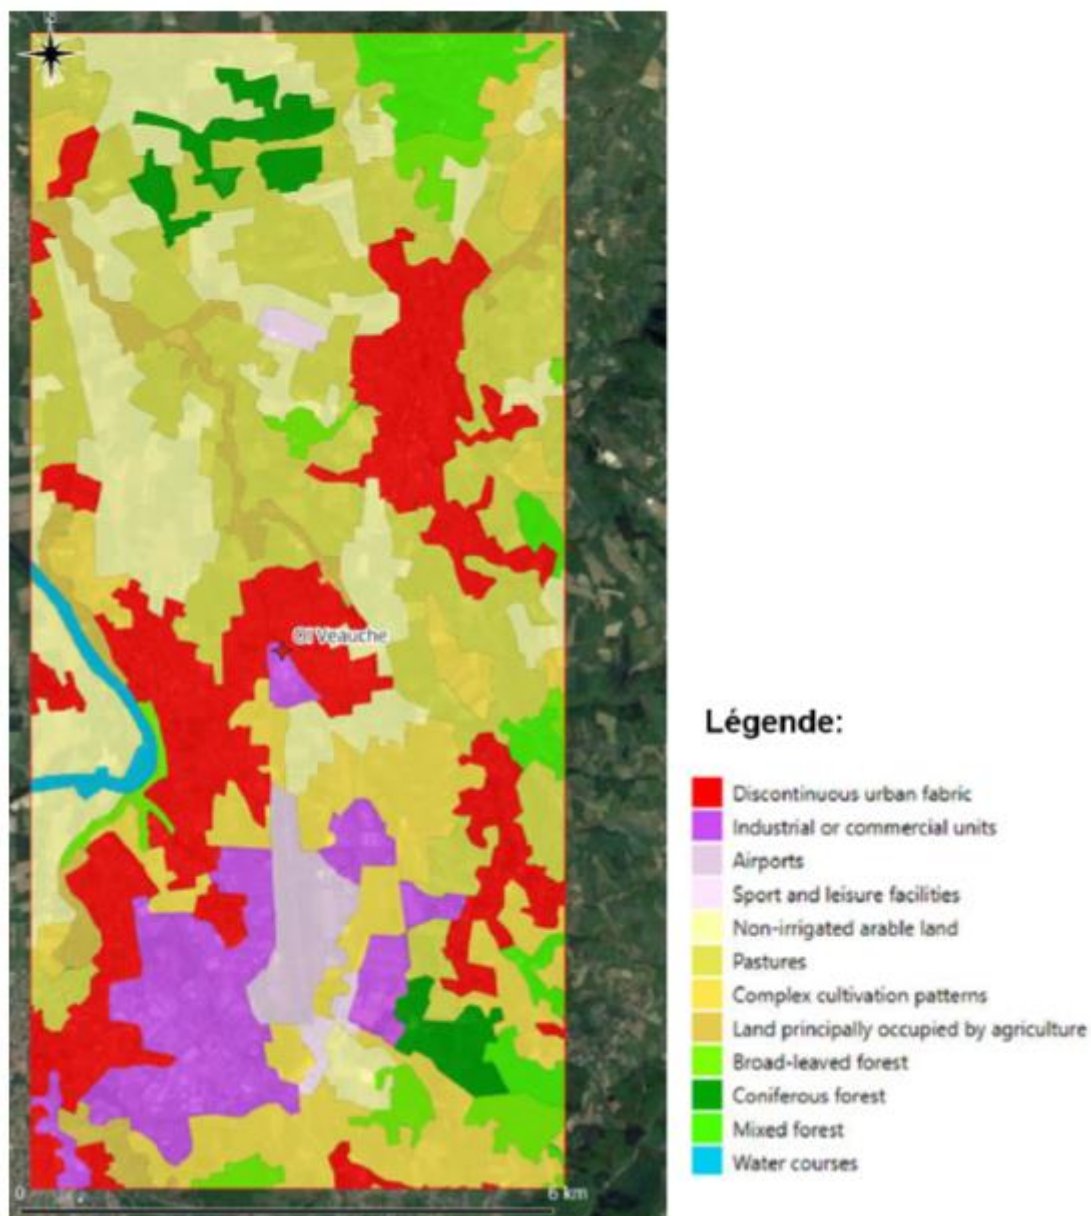 OI Veauche
0
6 km
Légende:
Discontinuous urban fabric
Industrial or commercial units
Airports
Sport and leisure facilities
Non-irrigated arable land
Pastures
Complex cultivation patterns
Land principally occupied by agriculture
Broad-leaved forest
Coniferous forest
Mixed forest
Water courses